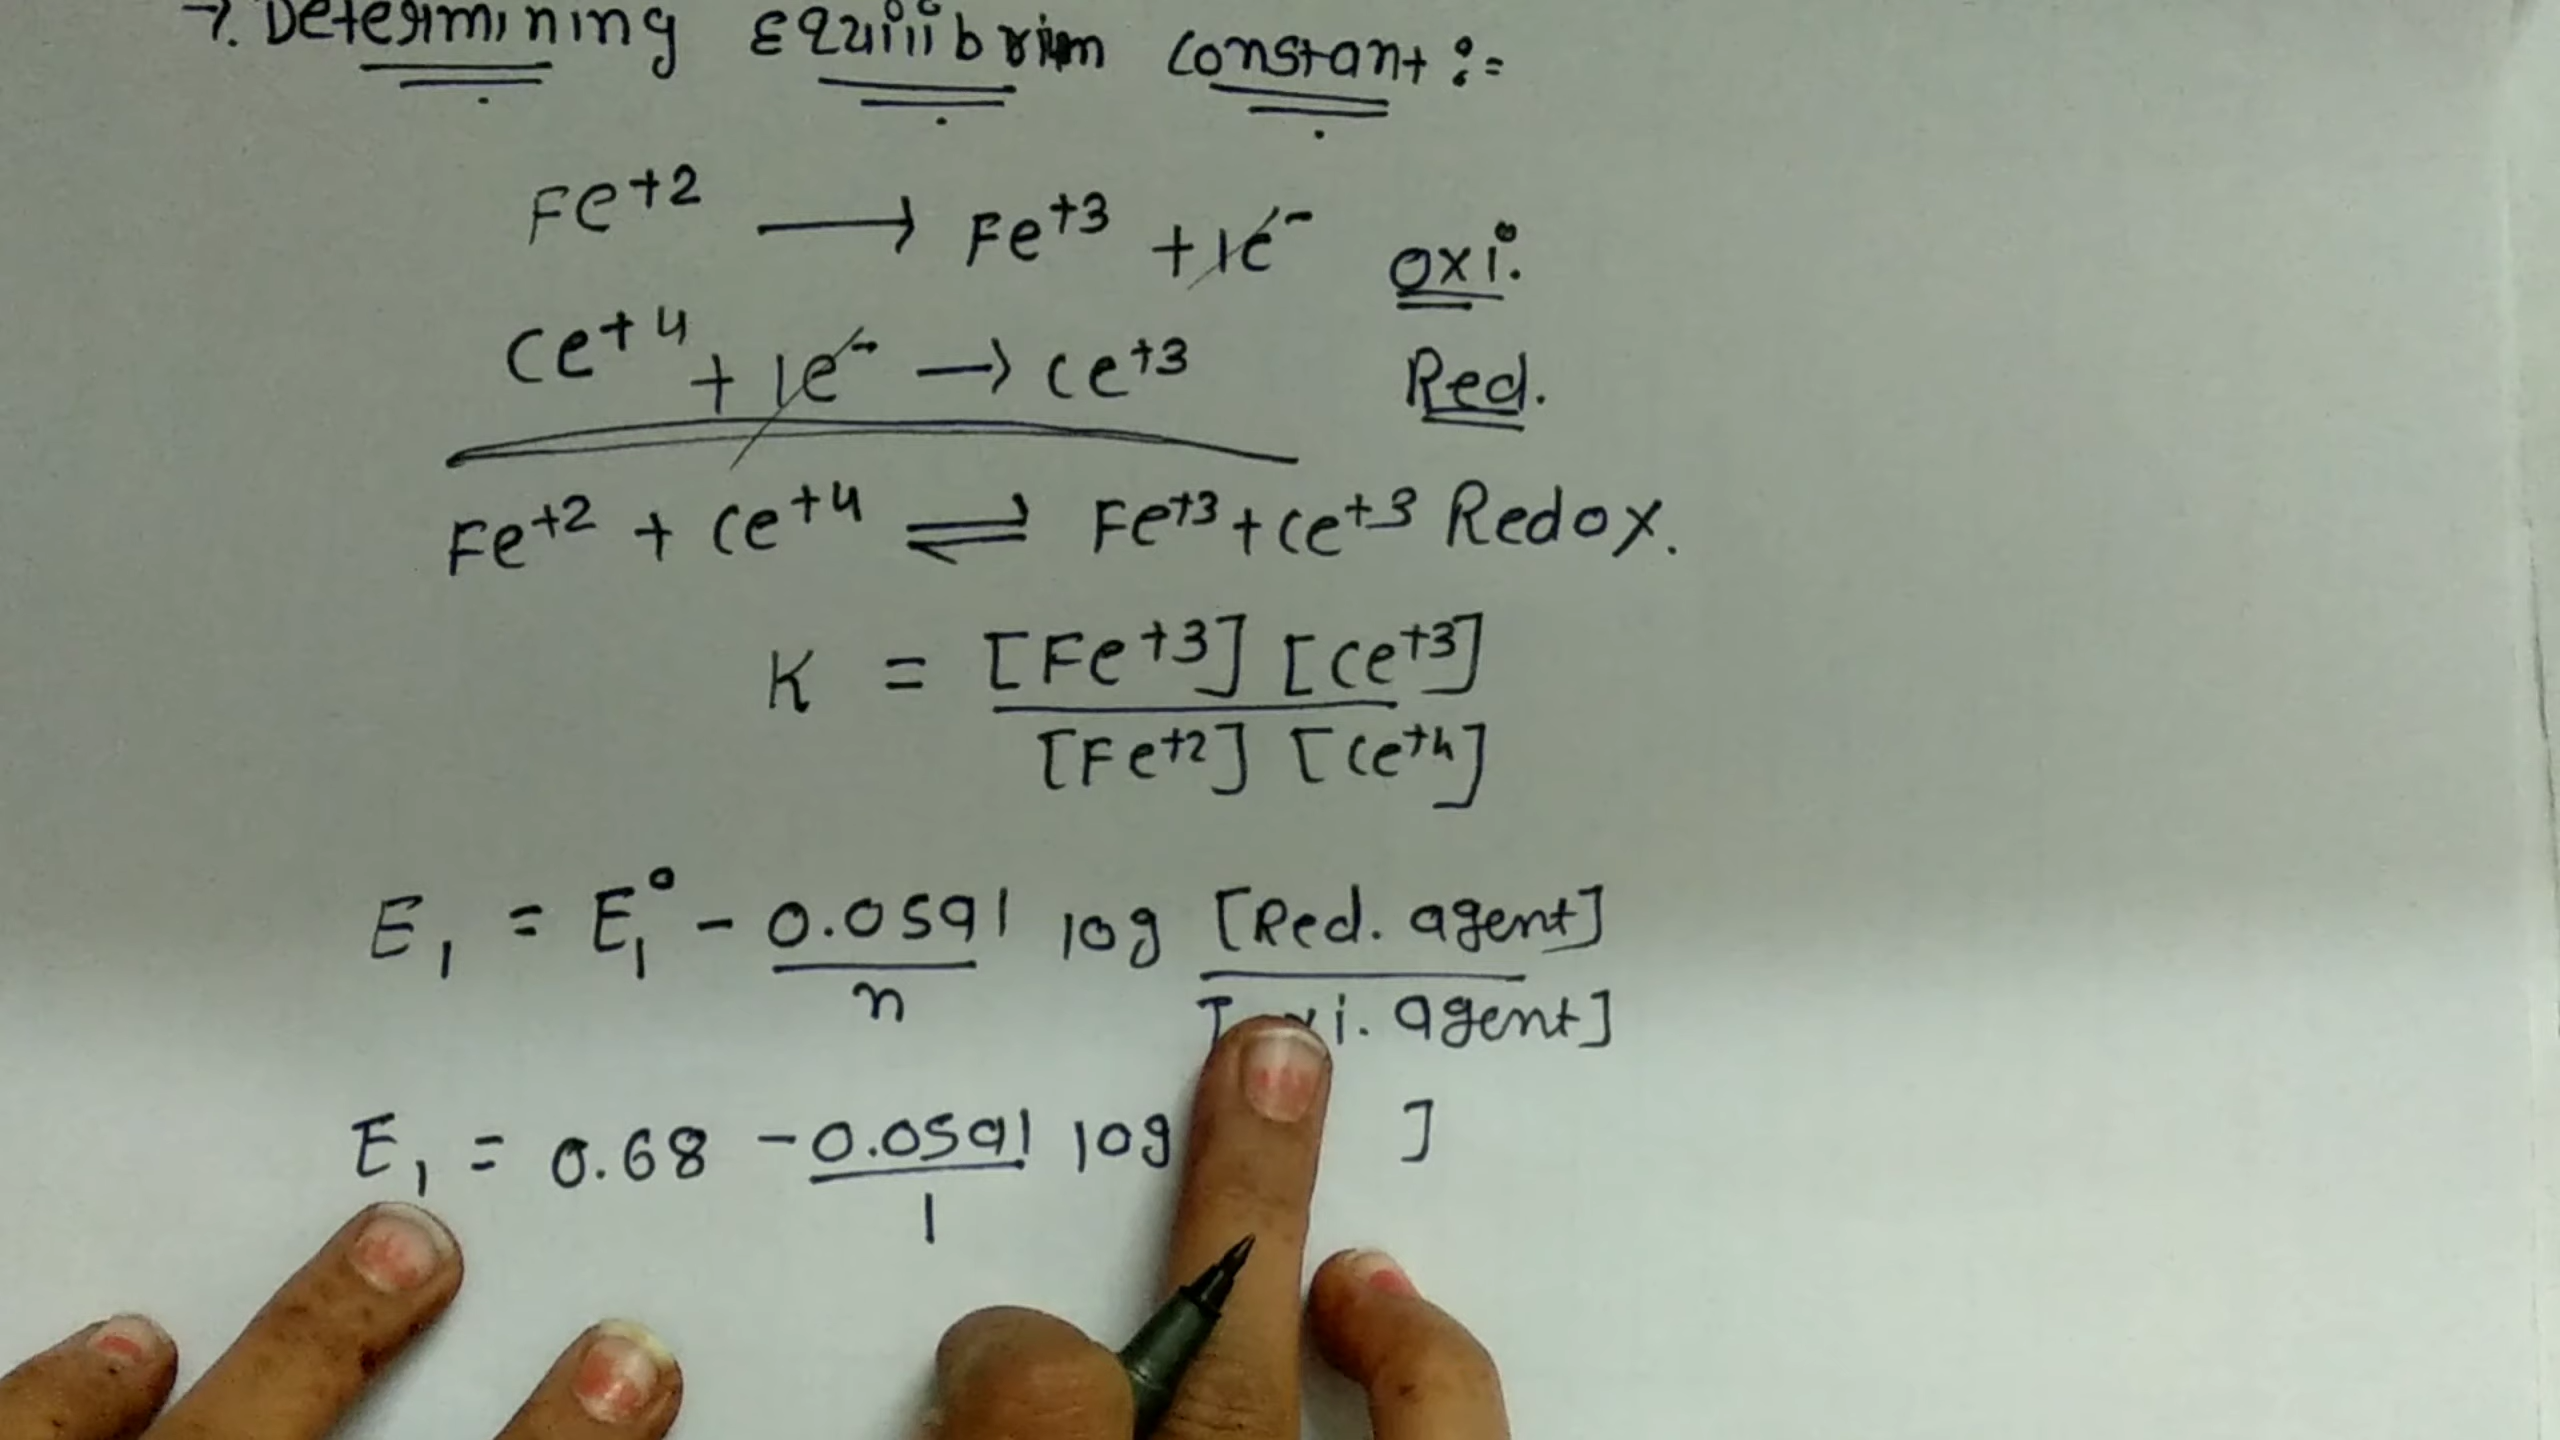 →. Determining Equilibrium constant :=
Fe+2 → Fe+3 + 1e- oxi.
Ce+4 + 1e- → Ce+3 Red.
Fe+2 + Ce+4 ⇌ Fe+3 + Ce+3 Redox.
K = [Fe+3] [Ce+3]
[Fe+2] [Ce+4]
E1 = E1° - 0.0591 log [Red. agent]
n agent]
E1 = 0.68 - 0.0591 log ]
1